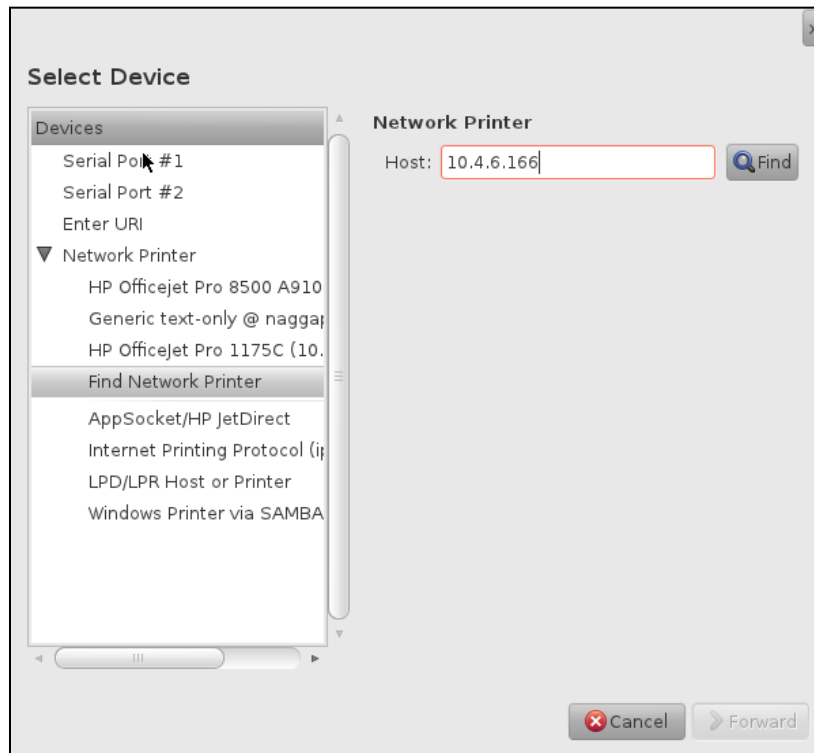 Select Device
Devices
Serial Port #1
Serial Port #2
Enter URI
Network Printer
HP Officejet Pro 8500 A910
Generic text-only @ naggap
HP OfficeJet Pro 1175C (10.
Find Network Printer
AppSocket/HP JetDirect
Internet Printing Protocol (ip
LPD/LPR Host or Printer
Windows Printer via SAMBA
Network Printer
Host: 10.4.6.166 Find
Cancel Forward